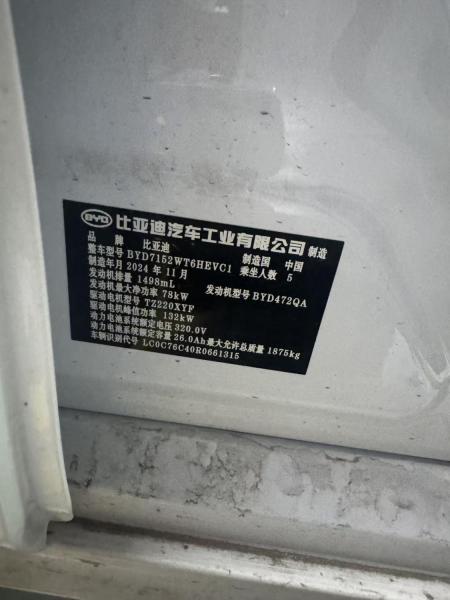 BYD 比亚迪汽车工业有限公司 制造
品牌 比亚迪 制造国 中国
整车型号 BYD7152WT6HEVC1 乘坐人数 5
制造年月 2024 年 11 月
发动机排量 1498mL 发动机型号 BYD472QA
发动机最大净功率 78kW
驱动电机型号 TZ220XYF
驱动电机峰值功率 132kW
动力电池系统额定电压 320.0V
动力电池系统额定容量 26.0Ah 最大允许总质量 1875kg
车辆识别代号 LC0C76C40R0661315